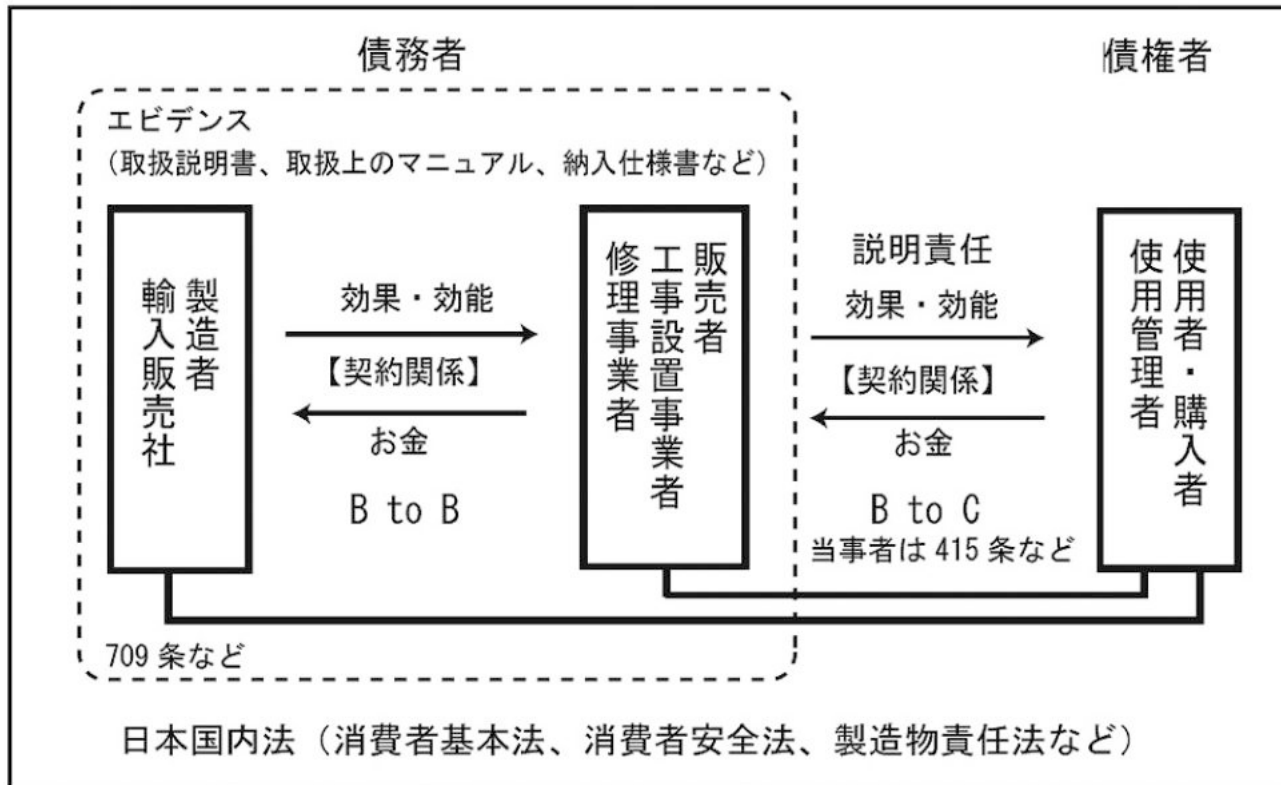 債務者
債権者
エビデンス
（取扱説明書、取扱上のマニュアル、納入仕様書など）
製造者
輸入販売社
効果・効能
【契約関係】
お金
B to B
販売者
工事設置事業者
修理事業者
説明責任
効果・効能
【契約関係】
お金
B to C
当事者は 415 条など
使用者・購入者
使用管理者
709 条など
日本国内法（消費者基本法、消費者安全法、製造物責任法など）